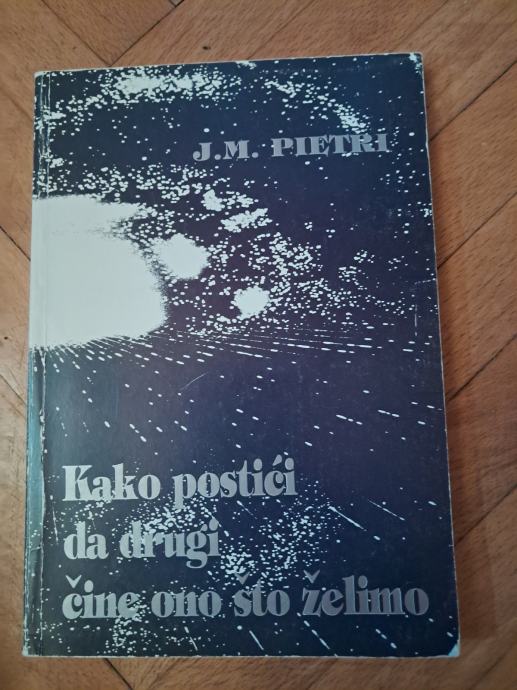 J.M. PIETRI
Kako postići
da drugi
čine ono što želimo